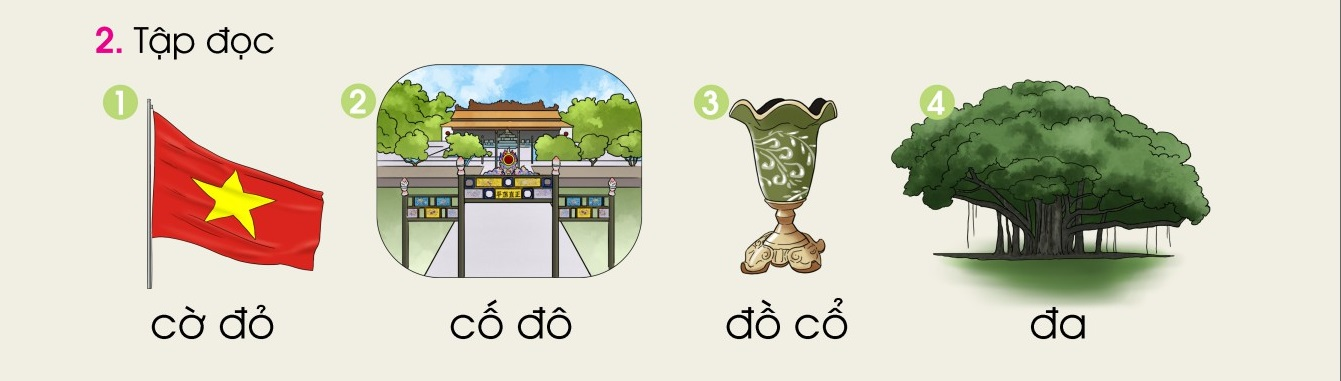 2. Tập đọc
1 2 3 4
cờ đỏ cố đô đồ cổ đa